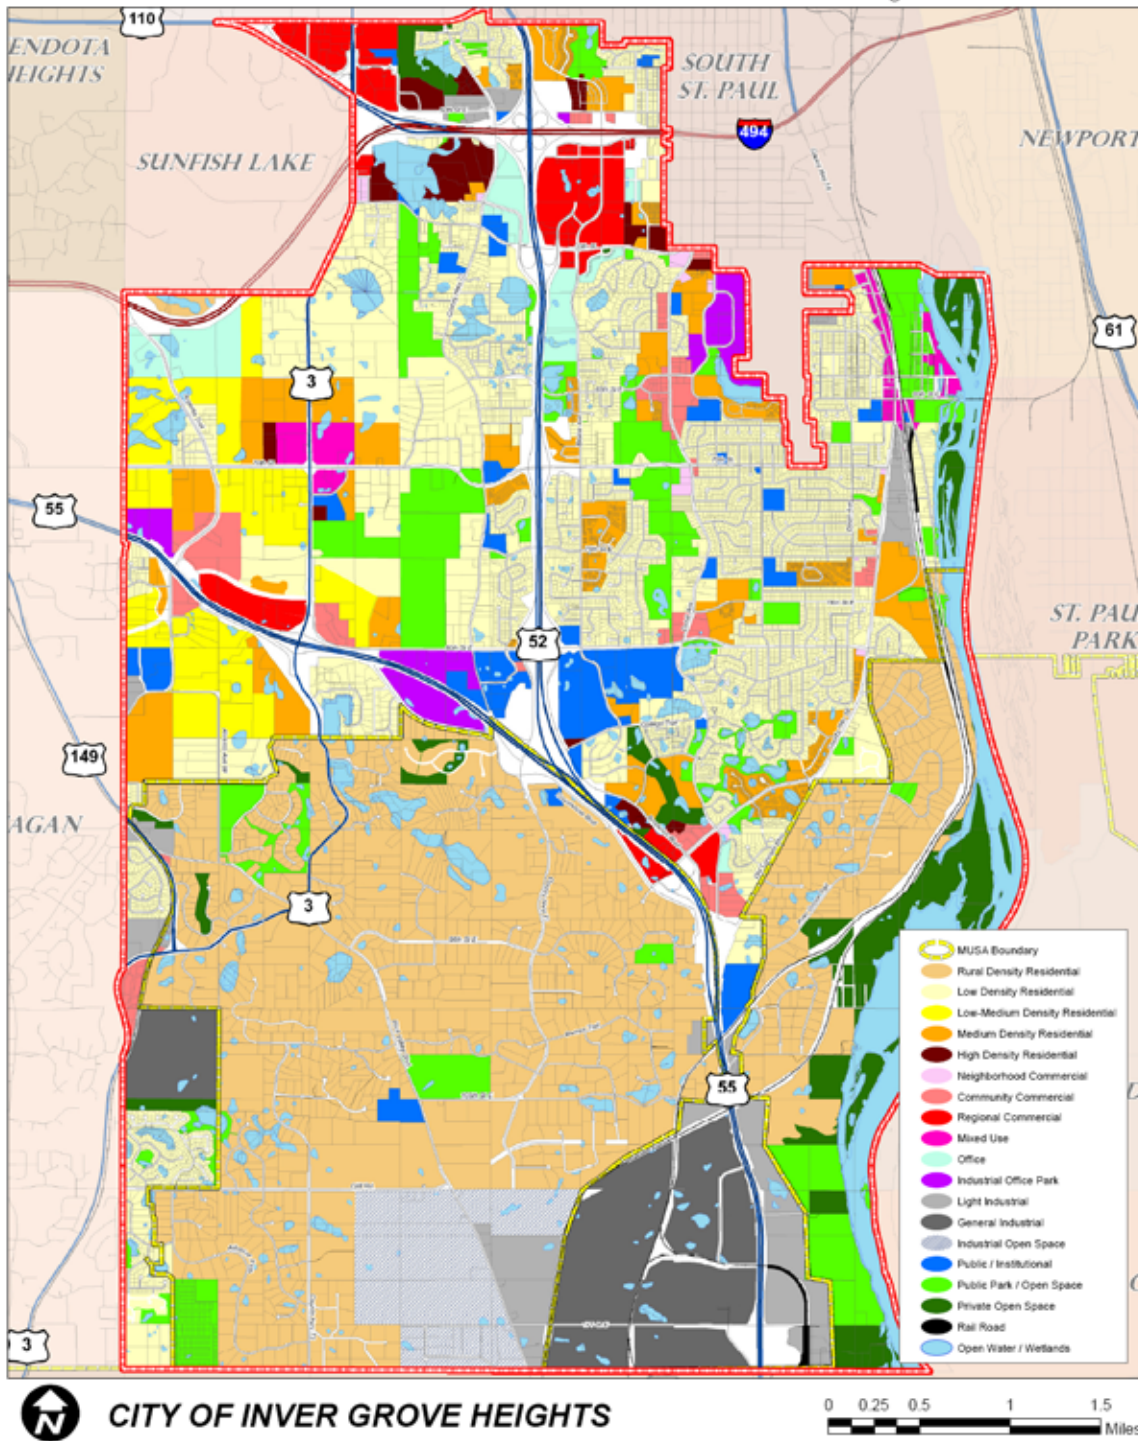 110
ENDOTA
HEIGHTS
SOUTH
ST. PAUL
494
NEWPORT
SUNFISH LAKE
61
3
55
52
ST. PAU
PARK
149
AGAN
3
MUSA Boundary
Rural Density Residential
Low Density Residential
Low-Medium Density Residential
Medium Density Residential
High Density Residential
Neighborhood Commercial
Community Commercial
Regional Commercial
Mixed Use
Office
Industrial Office Park
Light Industrial
General Industrial
Industrial Open Space
Public / Institutional
Public Park / Open Space
Private Open Space
Rail Road
Open Water / Wetlands
55
3
N
CITY OF INVER GROVE HEIGHTS
0 0.25 0.5 1 1.5
Miles